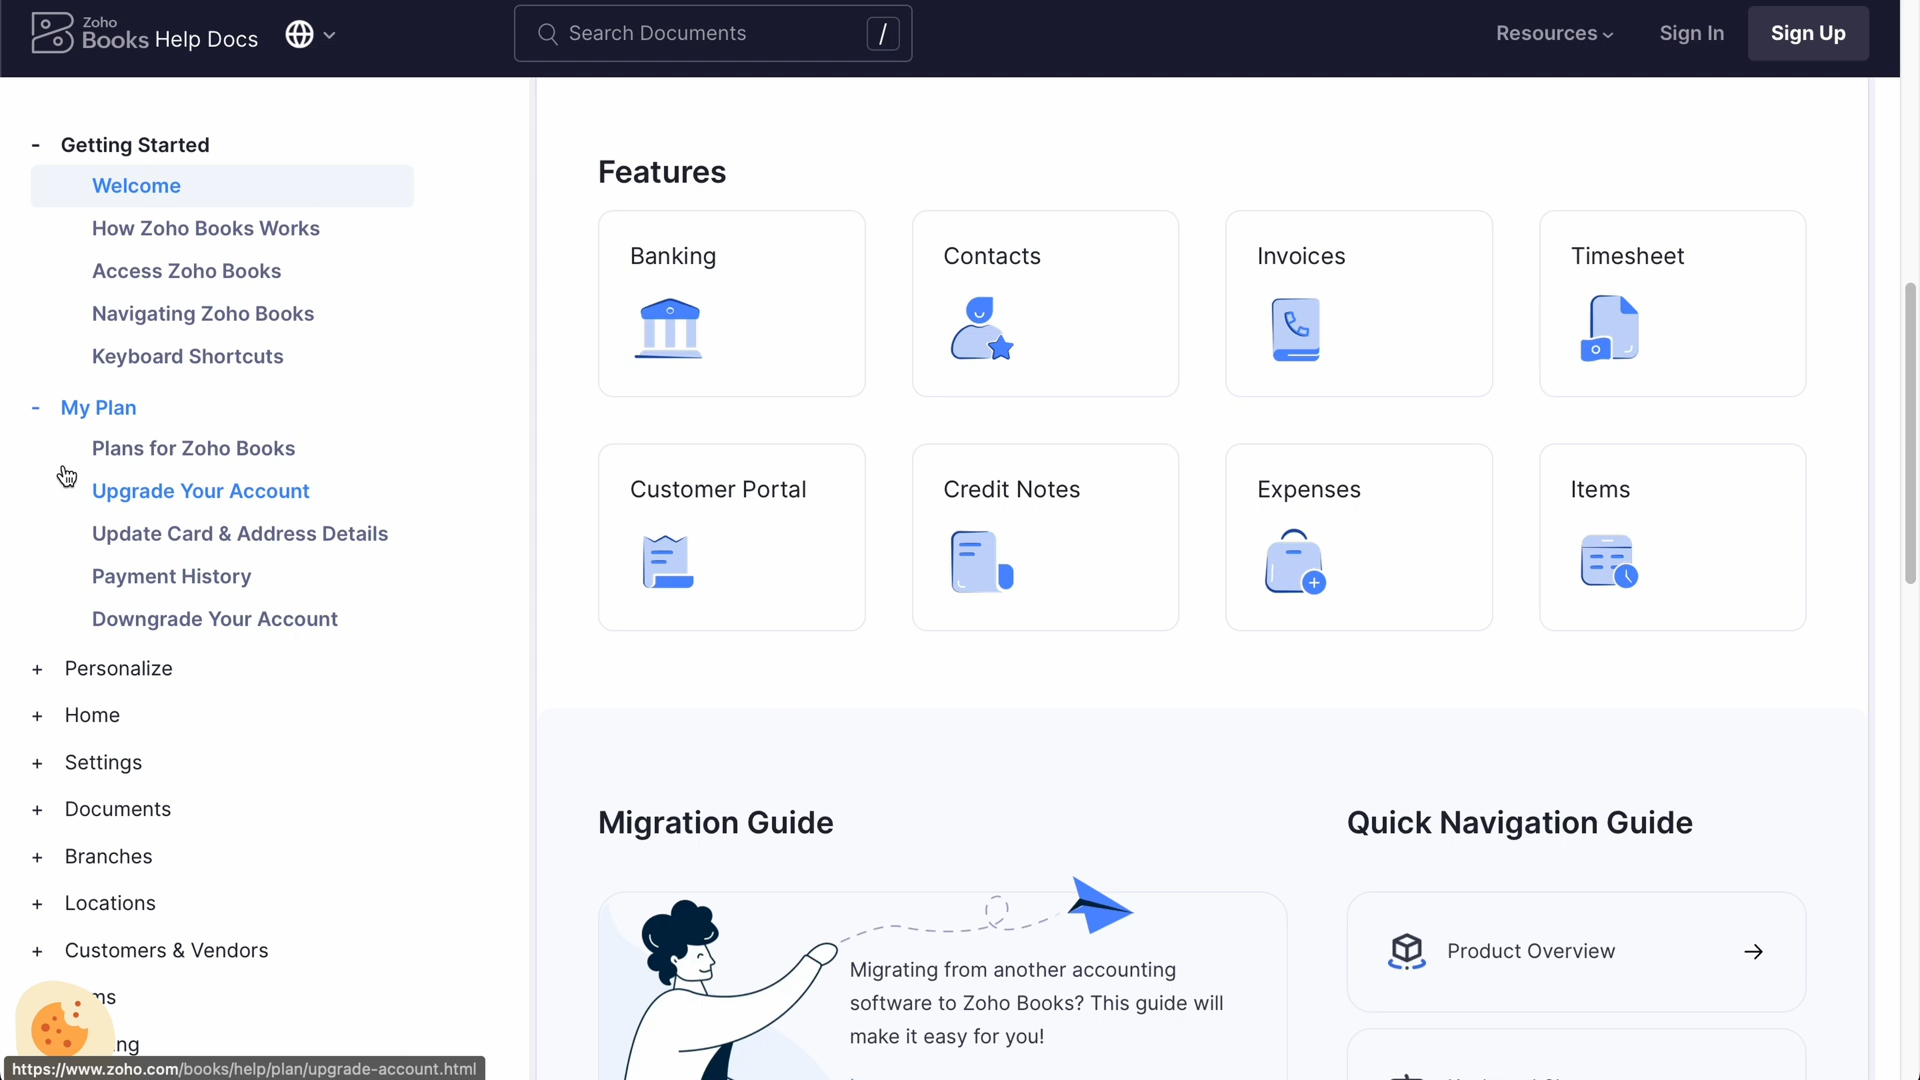 Zoho
Books Help Docs
Search Documents
/
Resources
Sign In
Sign Up
- Getting Started
Welcome
How Zoho Books Works
Access Zoho Books
Navigating Zoho Books
Keyboard Shortcuts
- My Plan
Plans for Zoho Books
Upgrade Your Account
Update Card & Address Details
Payment History
Downgrade Your Account
+ Personalize
+ Home
+ Settings
+ Documents
+ Branches
+ Locations
+ Customers & Vendors
https://www.zoho.com/books/help/plan/upgrade-account.html
Features
Banking
Contacts
Invoices
Timesheet
Customer Portal
Credit Notes
Expenses
Items
Migration Guide
Migrating from another accounting
software to Zoho Books? This guide will
make it easy for you!
Quick Navigation Guide
Product Overview